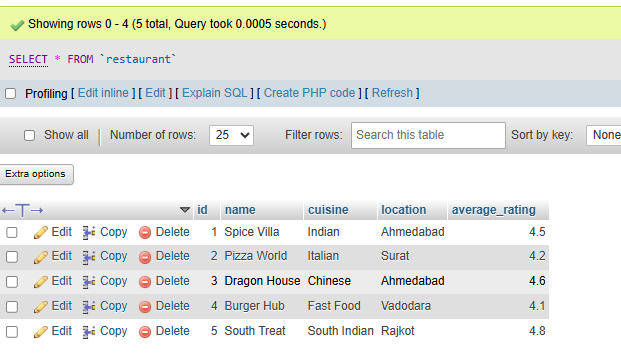 Showing rows 0 - 4 (5 total, Query took 0.0005 seconds.)
SELECT * FROM `restaurant`
Profiling [ Edit inline ] [ Edit ] [ Explain SQL ] [ Create PHP code ] [ Refresh ]
Show all Number of rows: 25 Filter rows: Search this table Sort by key: None
Extra options
←T→ id name cuisine location average_rating
Edit Copy Delete 1 Spice Villa Indian Ahmedabad 4.5
Edit Copy Delete 2 Pizza World Italian Surat 4.2
Edit Copy Delete 3 Dragon House Chinese Ahmedabad 4.6
Edit Copy Delete 4 Burger Hub Fast Food Vadodara 4.1
Edit Copy Delete 5 South Treat South Indian Rajkot 4.8